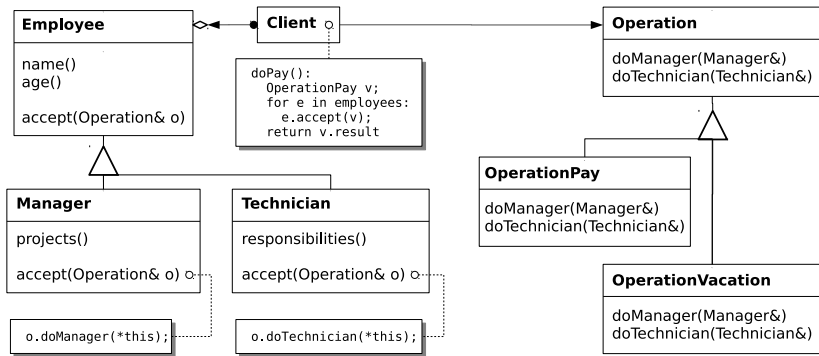 Employee
name()
age()
accept(Operation& o)
Client
doPay():
OperationPay v;
for e in employees:
e.accept(v);
return v.result
Operation
doManager(Manager&)
doTechnician(Technician&)
Manager
projects()
accept(Operation& o)
o.doManager(*this);
Technician
responsibilities()
accept(Operation& o)
o.doTechnician(*this);
OperationPay
doManager(Manager&)
doTechnician(Technician&)
OperationVacation
doManager(Manager&)
doTechnician(Technician&)